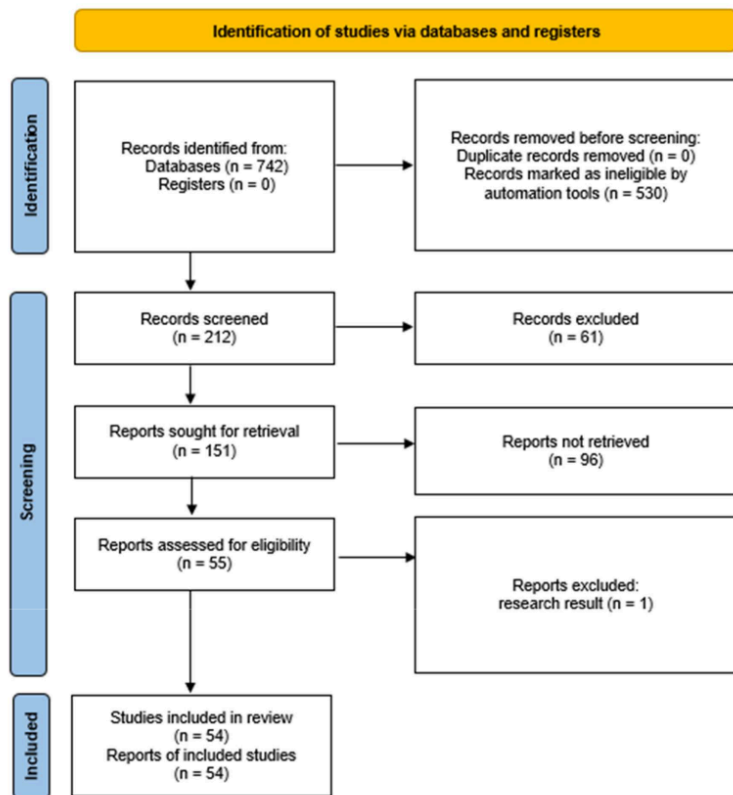 Identification of studies via databases and registers
Identification
Records identified from:
Databases (n = 742)
Registers (n = 0)
Records removed before screening:
Duplicate records removed (n = 0)
Records marked as ineligible by
automation tools (n = 530)
Screening
Records screened
(n = 212)
Records excluded
(n = 61)
Reports sought for retrieval
(n = 151)
Reports not retrieved
(n = 96)
Reports assessed for eligibility
(n = 55)
Reports excluded:
research result (n = 1)
Included
Studies included in review
(n = 54)
Reports of included studies
(n = 54)